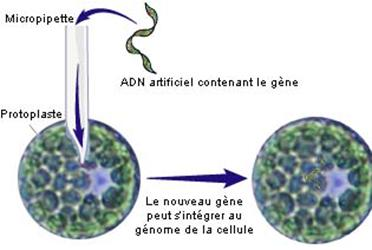 Micropipette
ADN artificiel contenant le gène
Protoplaste
Le nouveau gène
peut s'intégrer au
génome de la cellule